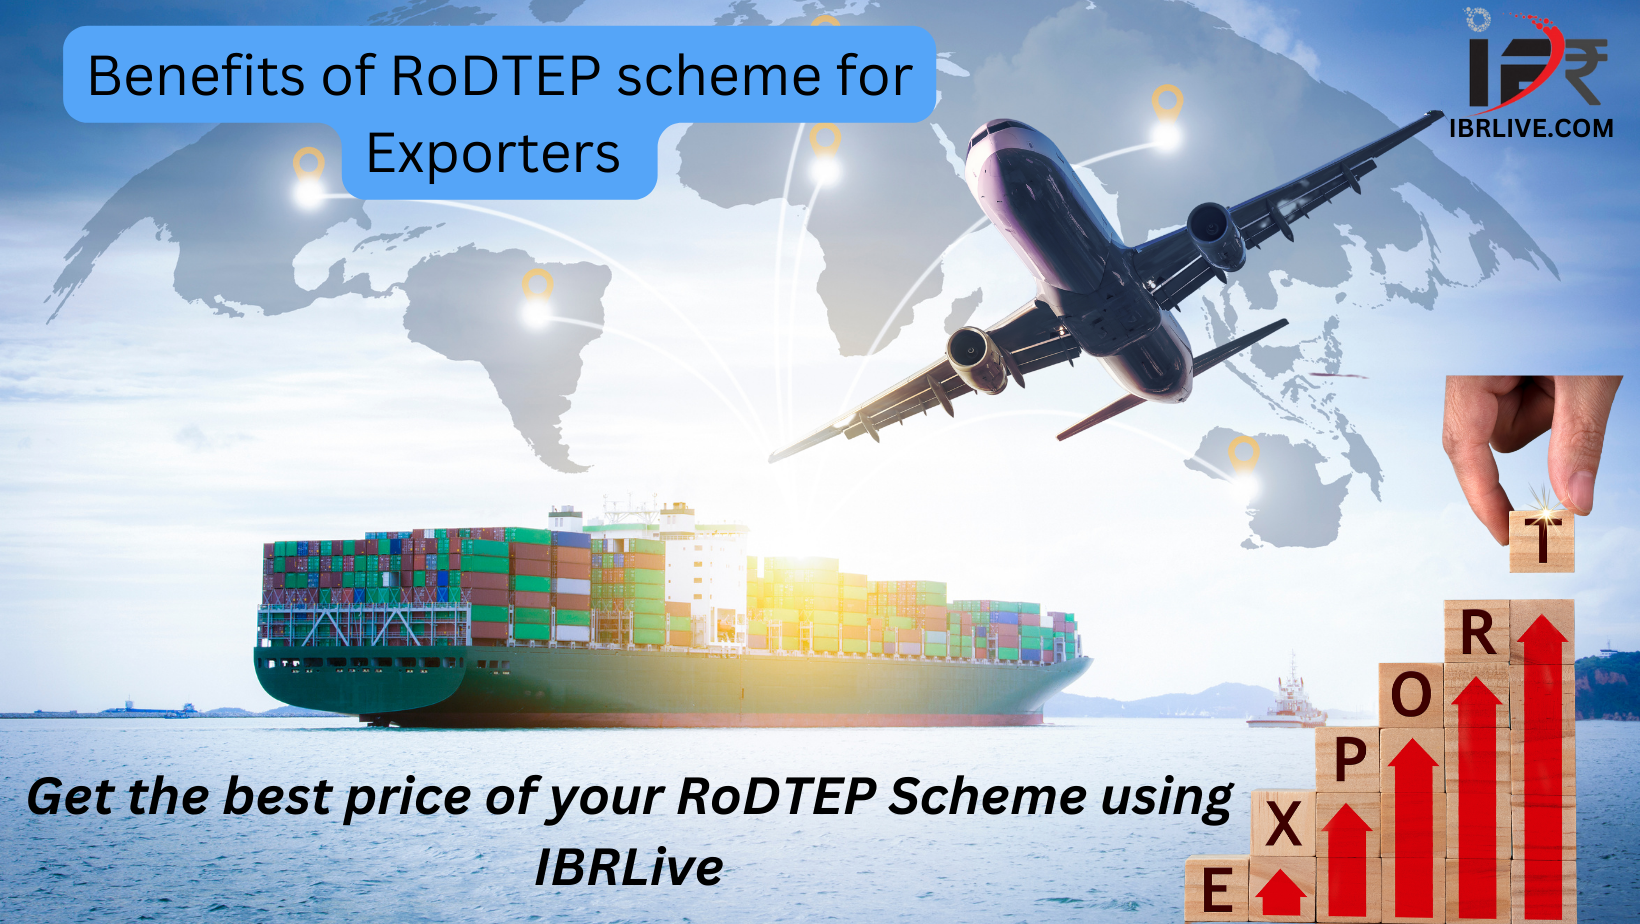 Benefits of RoDTEP scheme for
Exporters
IBRLIVE.COM
T
R
O
P
X
E
Get the best price of your RoDTEP Scheme using
IBRLive